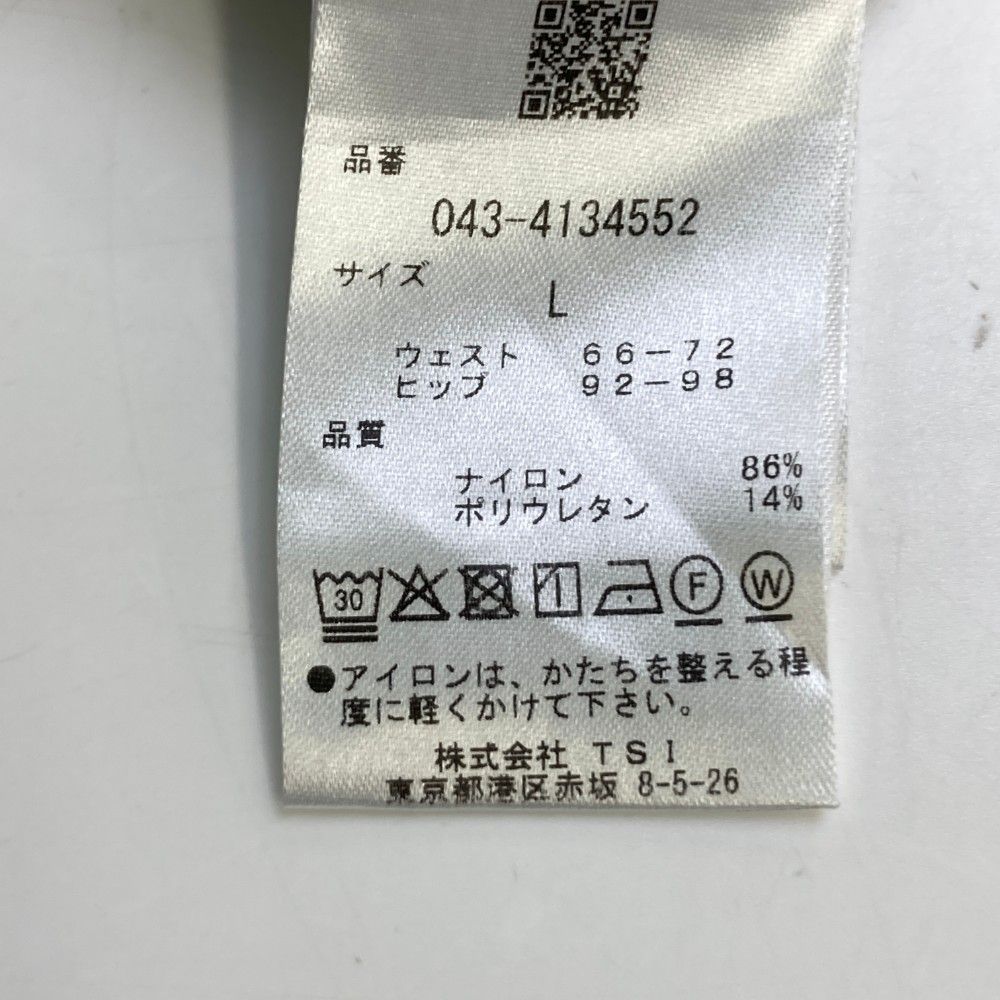 品番
043-4134552
サイズ
L
ウェスト 66-72
ヒップ 92-98
品質
ナイロン 86%
ポリウレタン 14%
30 F W
●アイロンは、かたちを整える程
度に軽くかけて下さい。
株式会社 TSI
東京都港区赤坂 8-5-26